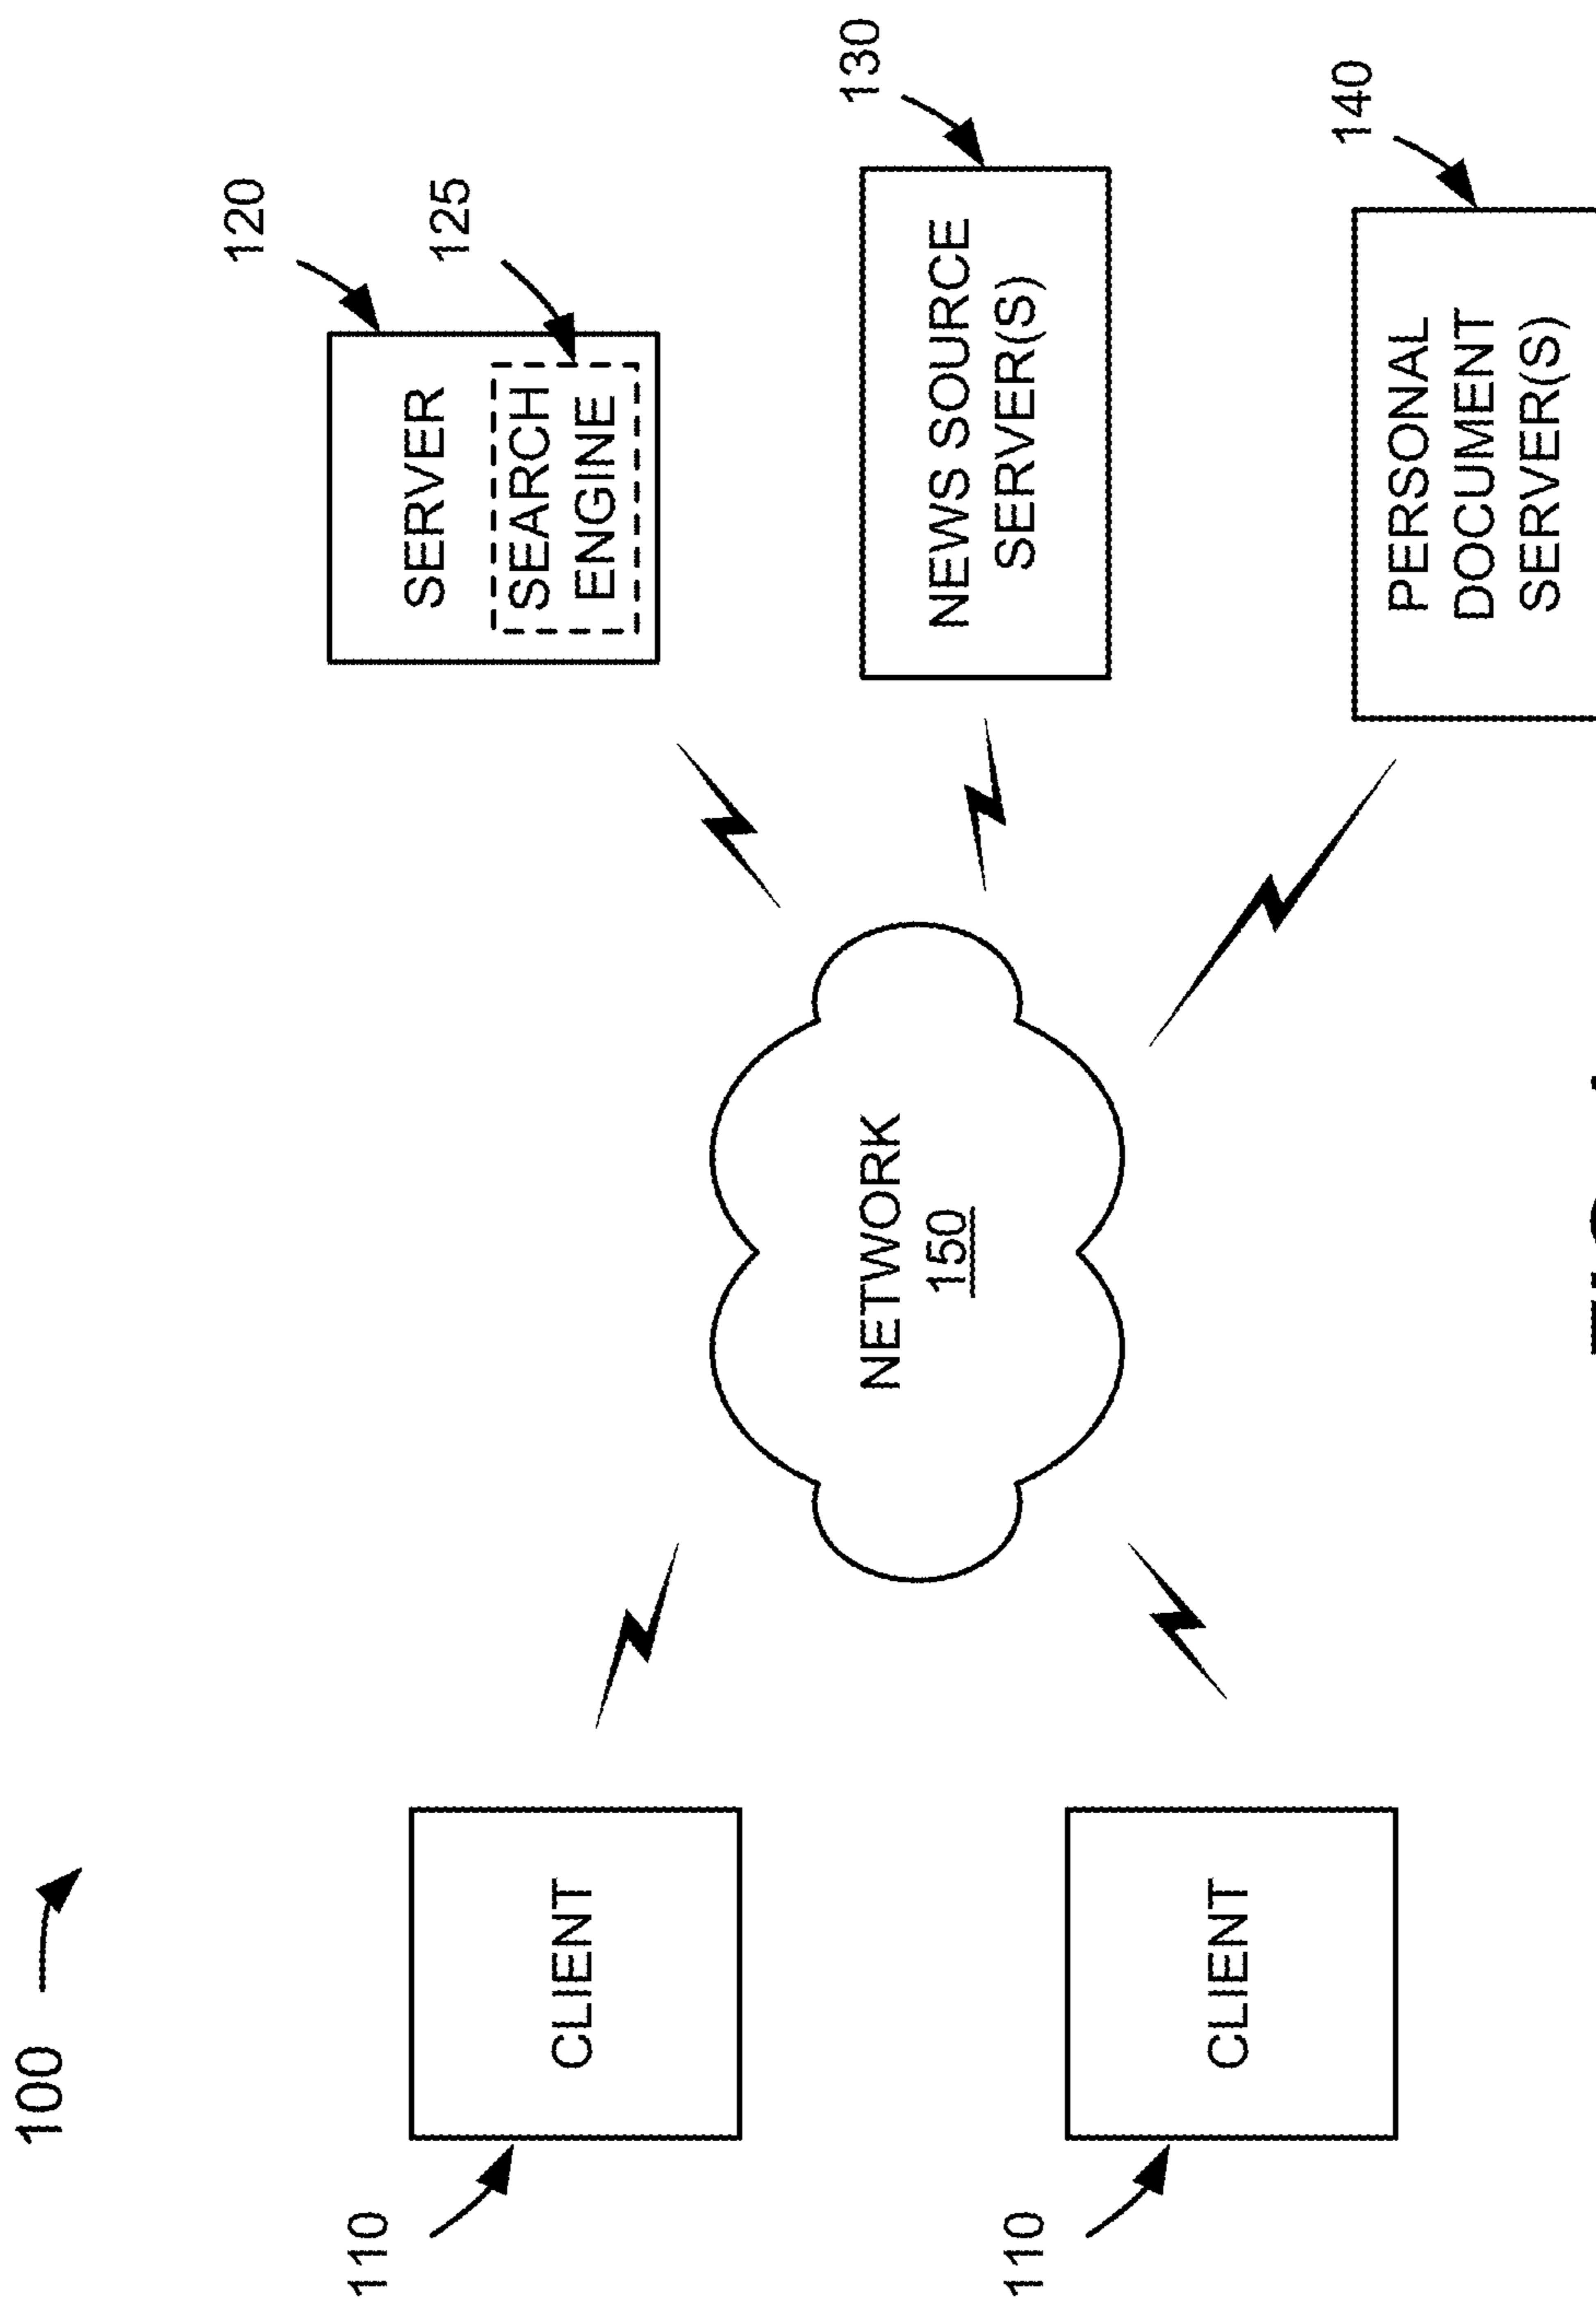 100
110
CLIENT
110
CLIENT
NETWORK
150
120
SERVER
125
SEARCH
ENGINE
130
NEWS SOURCE
SERVER(S)
140
PERSONAL
DOCUMENT
SERVER(S)